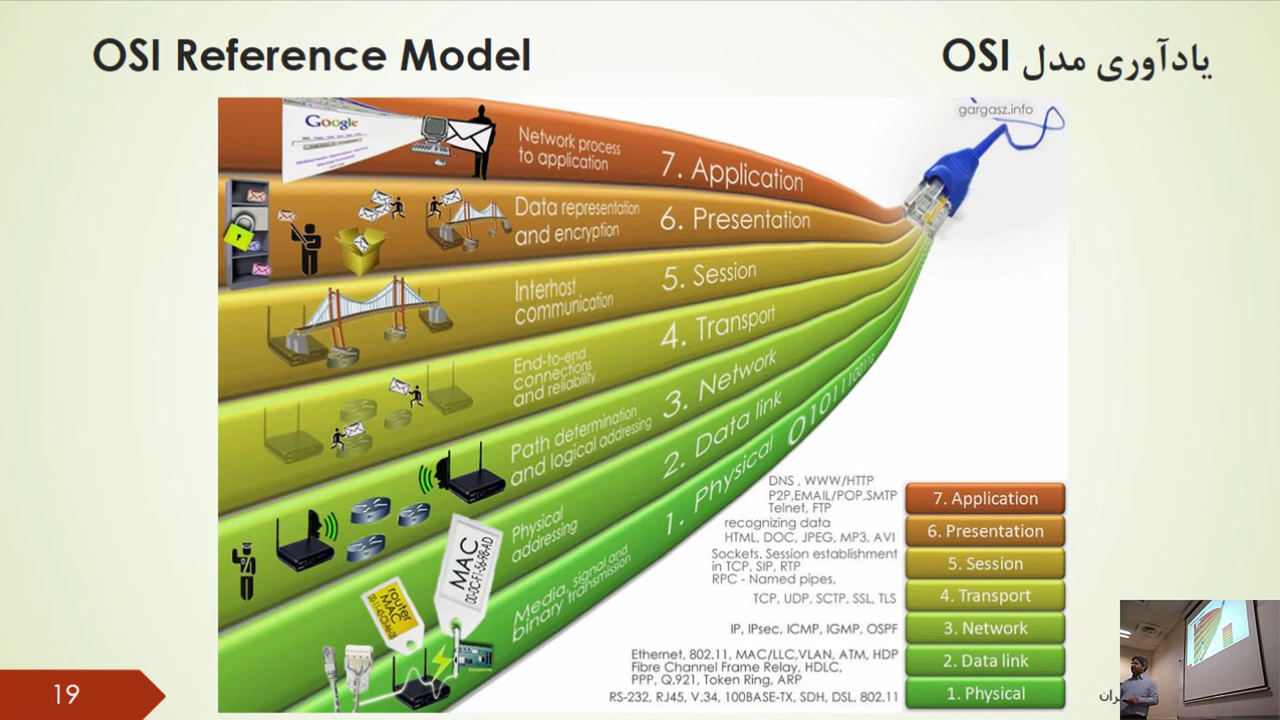 OSI Reference Model
یادآوری مدل OSI
gargasz.info
Google
Network process
to application
7. Application
Data representation
and encryption
6. Presentation
Interhost
communication
5. Session
End-to-end
connections
and reliability
4. Transport
Path determination
and logical addressing
3. Network
Physical
addressing
2. Data link
Media, signal and
binary transmission
1. Physical
MAC
router
MAC
DNS , WWW/HTTP
P2P,EMAIL/POP,SMTP
Telnet, FTP
7. Application
recognizing data
HTML, DOC, JPEG, MP3, AVI
6. Presentation
Sockets. Session establishment
in TCP, SIP, RTP
RPC - Named pipes,
5. Session
TCP, UDP, SCTP, SSL, TLS
4. Transport
IP, IPsec, ICMP, IGMP, OSPF
3. Network
Ethernet, 802.11, MAC/LLC,VLAN, ATM, HDP
Fibre Channel Frame Relay, HDLC,
PPP, Q.921, Token Ring, ARP
2. Data link
RS-232, RJ45, V.34, 100BASE-TX, SDH, DSL, 802.11
1. Physical
19